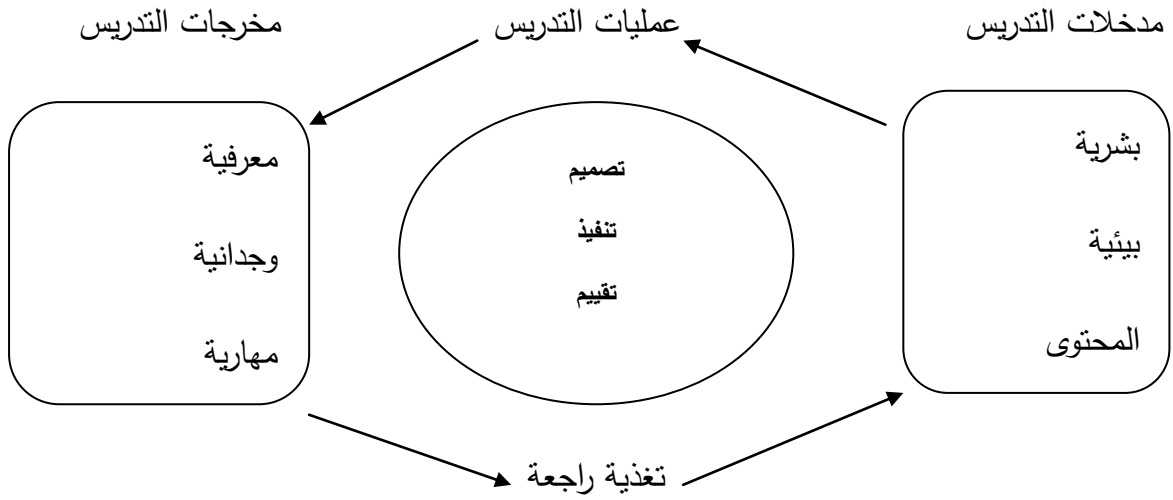 مدخلات التدريس
عمليات التدريس
مخرجات التدريس
بشرية
بيئية
المحتوى
تصميم
تنفيذ
تقييم
معرفية
وجدانية
مهارية
تغذية راجعة